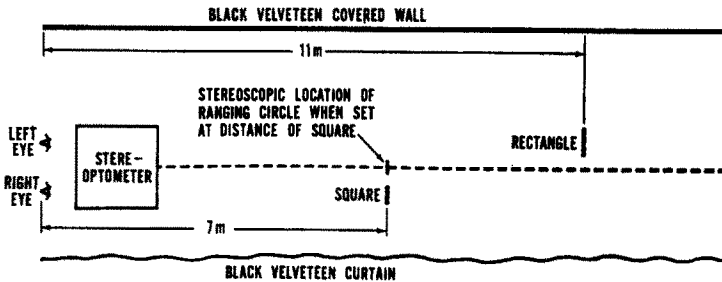 BLACK VELVETEEN COVERED WALL
11m
STEREOSCOPIC LOCATION OF
RANGING CIRCLE WHEN SET
AT DISTANCE OF SQUARE
LEFT
EYE
STERE-
OPTOMETER
RECTANGLE
RIGHT
EYE
SQUARE
7m
BLACK VELVETEEN CURTAIN